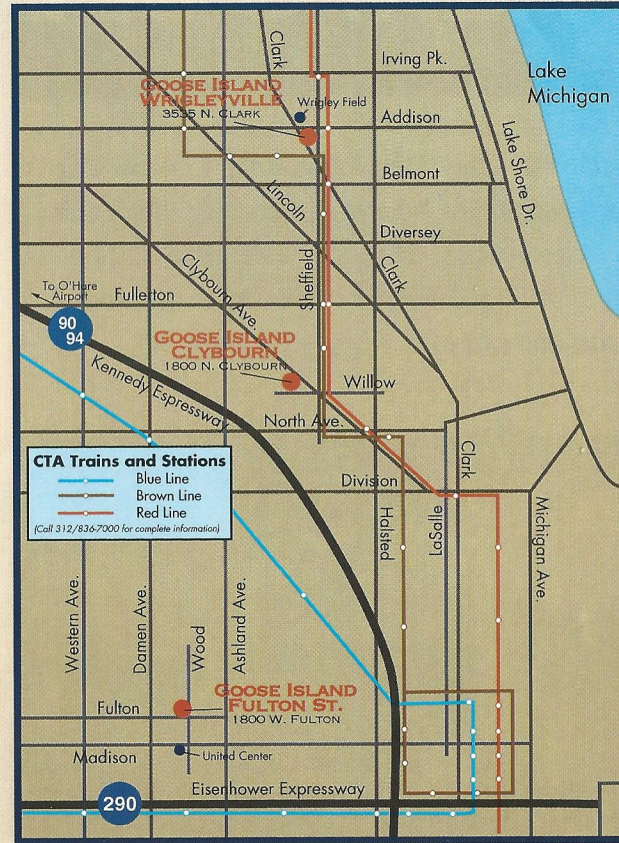 Clark
Irving Pk.
Lake
Michigan
GOOSE ISLAND
WRIGLEYVILLE
3535 N. CLARK
Wrigley Field
Addison
Lake Shore Dr.
Belmont
Lincoln
Diversey
Clybourn Ave.
Sheffield
Clark
To O'Hare
Airport
Fullerton
90
94
GOOSE ISLAND
CLYBOURN
1800 N. CLYBOURN
Kennedy Espressway
Willow
North Ave.
CTA Trains and Stations
Blue Line
Brown Line
Red Line
(Call 312/836-7000 for complete information)
Division
Clark
Halsted
LaSalle
Michigan Ave.
Western Ave.
Damen Ave.
Wood
Ashland Ave.
GOOSE ISLAND
FULTON ST.
1800 W. FULTON
Fulton
Madison
United Center
Eisenhower Expressway
290